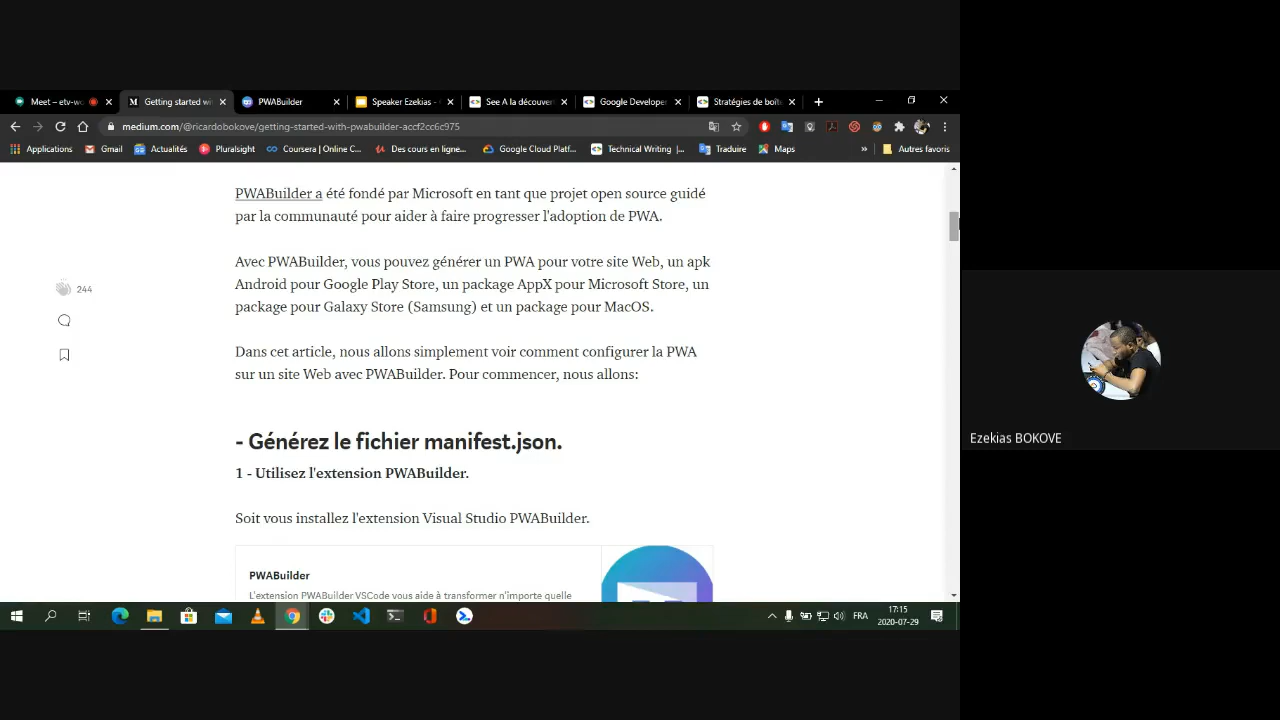 Meet – etv-wc
Getting started wi
PWABuilder
Speaker Ezekias -
See A la découver
Google Develope
Stratégies de boît
medium.com/@ricardobokove/getting-started-with-pwabuilder-accf2cc6c975
Applications
Gmail
Actualités
Pluralsight
Coursera | Online C...
Des cours en ligne...
Google Cloud Platf...
Technical Writing |...
Traduire
Maps
»
Autres favoris
PWABuilder a été fondé par Microsoft en tant que projet open source guidé
par la communauté pour aider à faire progresser l'adoption de PWA.
Avec PWABuilder, vous pouvez générer un PWA pour votre site Web, un apk
Android pour Google Play Store, un package AppX pour Microsoft Store, un
package pour Galaxy Store (Samsung) et un package pour MacOS.
244
Dans cet article, nous allons simplement voir comment configurer la PWA
sur un site Web avec PWABuilder. Pour commencer, nous allons:
- Générez le fichier manifest.json.
1 - Utilisez l'extension PWABuilder.
Soit vous installez l'extension Visual Studio PWABuilder.
PWABuilder
L'extension PWABuilder VSCode vous aide à transformer n'importe quelle
Ezekias BOKOVE
FRA
17:15
2020-07-29